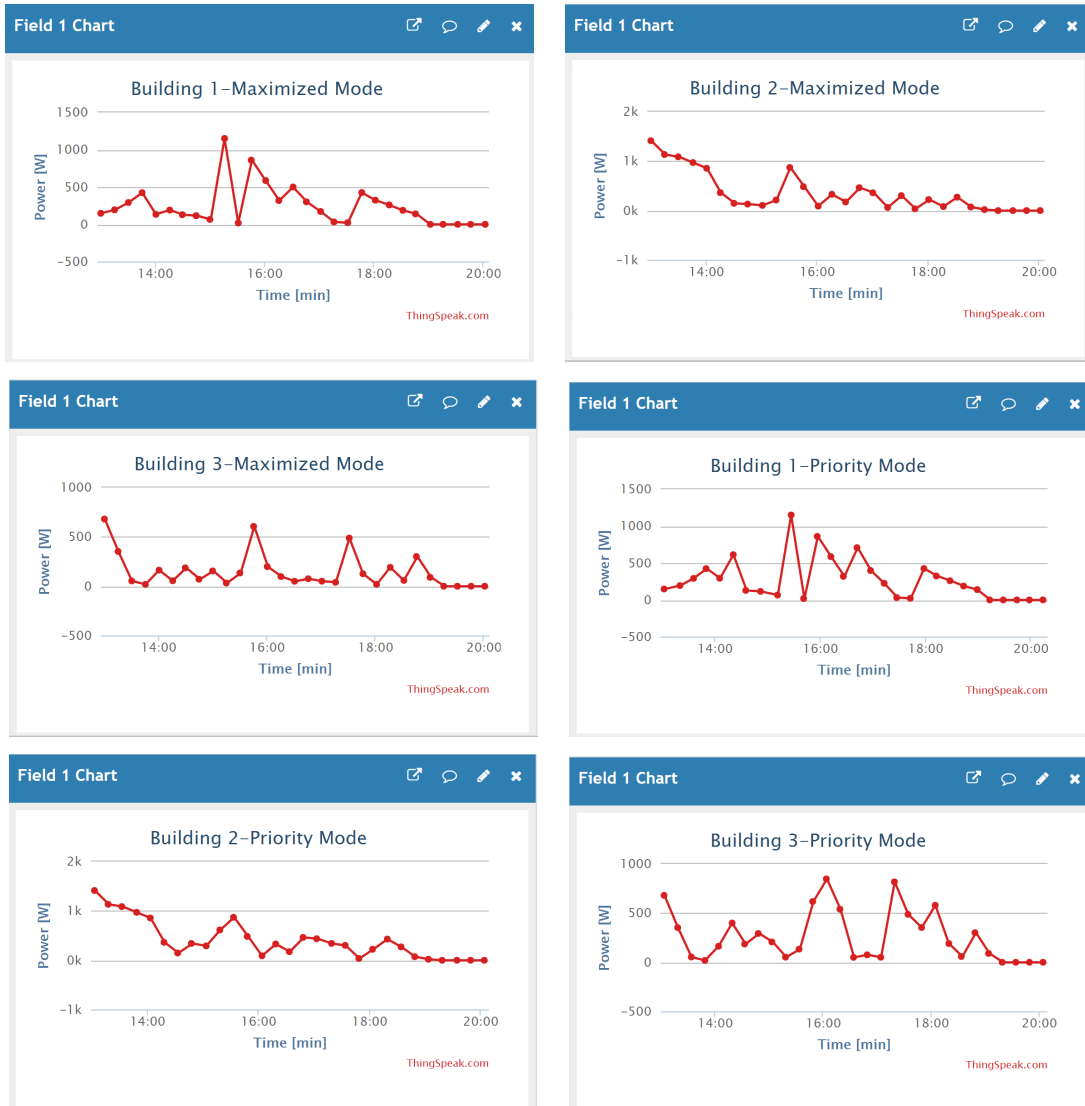 Field 1 Chart
Building 1–Maximized Mode
1500
1000
500
0
−500
Power [W]
14:00 16:00 18:00 20:00
Time [min]
ThingSpeak.com
Field 1 Chart
Building 2–Maximized Mode
2k
1k
0k
−1k
Power [W]
14:00 16:00 18:00 20:00
Time [min]
ThingSpeak.com
Field 1 Chart
Building 3–Maximized Mode
1000
500
0
−500
Power [W]
14:00 16:00 18:00 20:00
Time [min]
ThingSpeak.com
Field 1 Chart
Building 1–Priority Mode
1500
1000
500
0
−500
Power [W]
14:00 16:00 18:00 20:00
Time [min]
ThingSpeak.com
Field 1 Chart
Building 2–Priority Mode
2k
1k
0k
−1k
Power [W]
14:00 16:00 18:00 20:00
Time [min]
ThingSpeak.com
Field 1 Chart
Building 3–Priority Mode
1000
500
0
−500
Power [W]
14:00 16:00 18:00 20:00
Time [min]
ThingSpeak.com